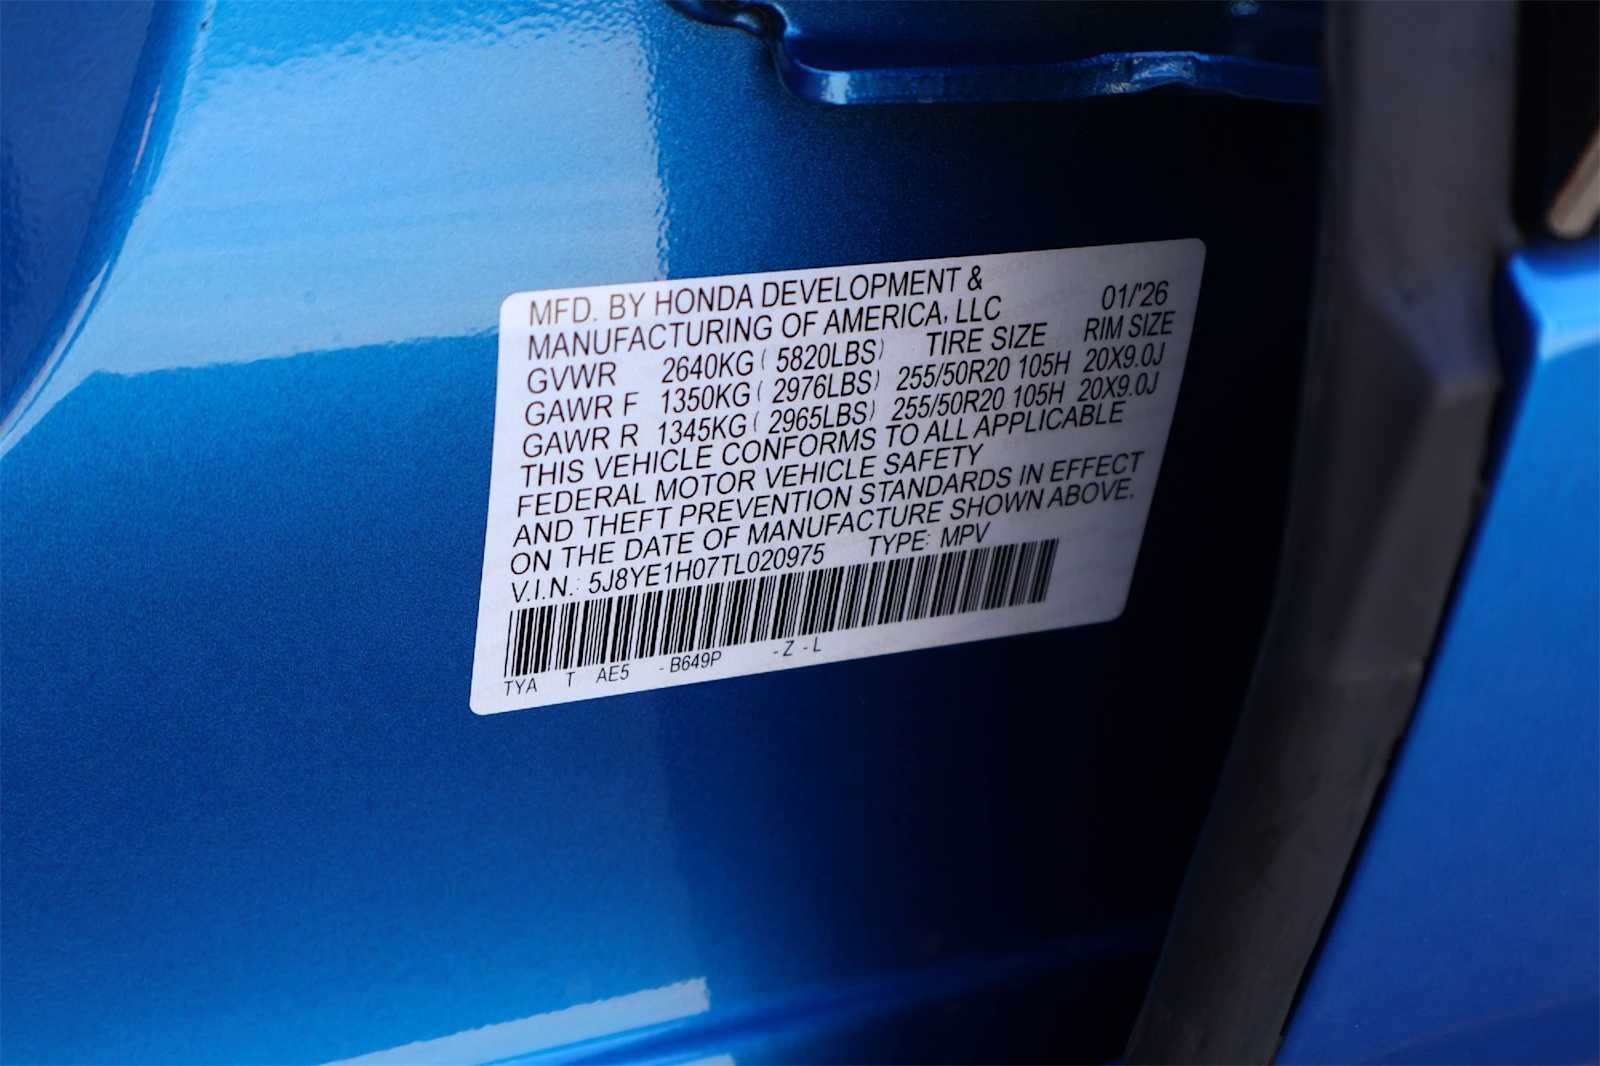 MFD. BY HONDA DEVELOPMENT &
MANUFACTURING OF AMERICA, LLC 01/'26
GVWR 2640KG ( 5820LBS) TIRE SIZE RIM SIZE
GAWR F 1350KG ( 2976LBS) 255/50R20 105H 20X9.0J
GAWR R 1345KG ( 2965LBS) 255/50R20 105H 20X9.0J
THIS VEHICLE CONFORMS TO ALL APPLICABLE
FEDERAL MOTOR VEHICLE SAFETY
AND THEFT PREVENTION STANDARDS IN EFFECT
ON THE DATE OF MANUFACTURE SHOWN ABOVE.
V.I.N.: 5J8YE1H07TL020975 TYPE: MPV
TYA T AE5 - B649P - Z - L